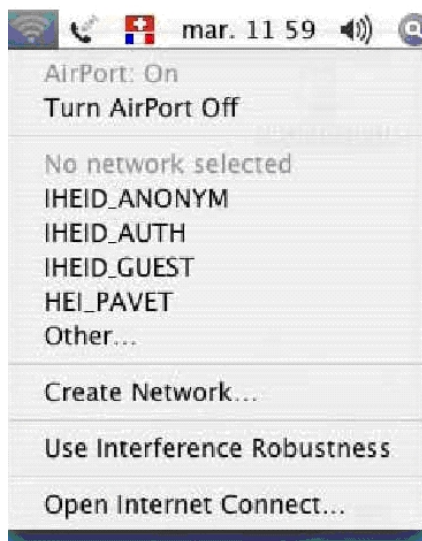 mar. 11 59
AirPort: On
Turn AirPort Off
No network selected
IHEID_ANONYM
IHEID_AUTH
IHEID_GUEST
HEI_PAVET
Other...
Create Network...
Use Interference Robustness
Open Internet Connect...